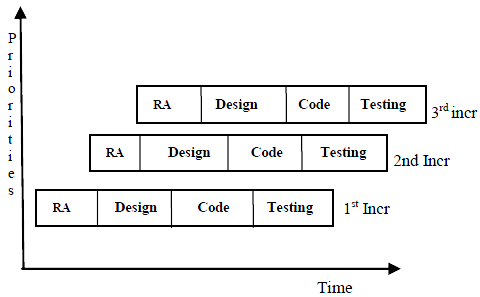 Priorities
RA Design Code Testing
3rd incr
RA Design Code Testing
2nd Incr
RA Design Code Testing 1st Incr
Time